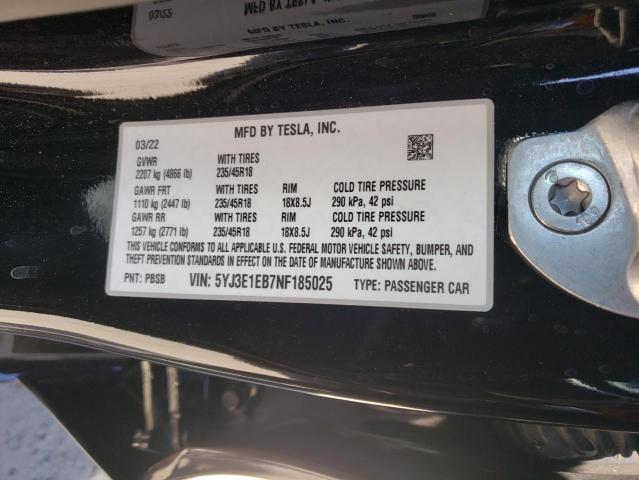 MFD BY TESLA, INC.
03/22
GVWR WITH TIRES
2207 kg (4866 lb) 235/45R18
GAWR FRT WITH TIRES RIM COLD TIRE PRESSURE
1110 kg (2447 lb) 235/45R18 18X8.5J 290 kPa, 42 psi
GAWR RR WITH TIRES RIM COLD TIRE PRESSURE
1257 kg (2771 lb) 235/45R18 18X8.5J 290 kPa, 42 psi
THIS VEHICLE CONFORMS TO ALL APPLICABLE U.S. FEDERAL MOTOR VEHICLE SAFETY, BUMPER, AND
THEFT PREVENTION STANDARDS IN EFFECT ON THE DATE OF MANUFACTURE SHOWN ABOVE.
PNT: PBSB VIN: 5YJ3E1EB7NF185025 TYPE: PASSENGER CAR